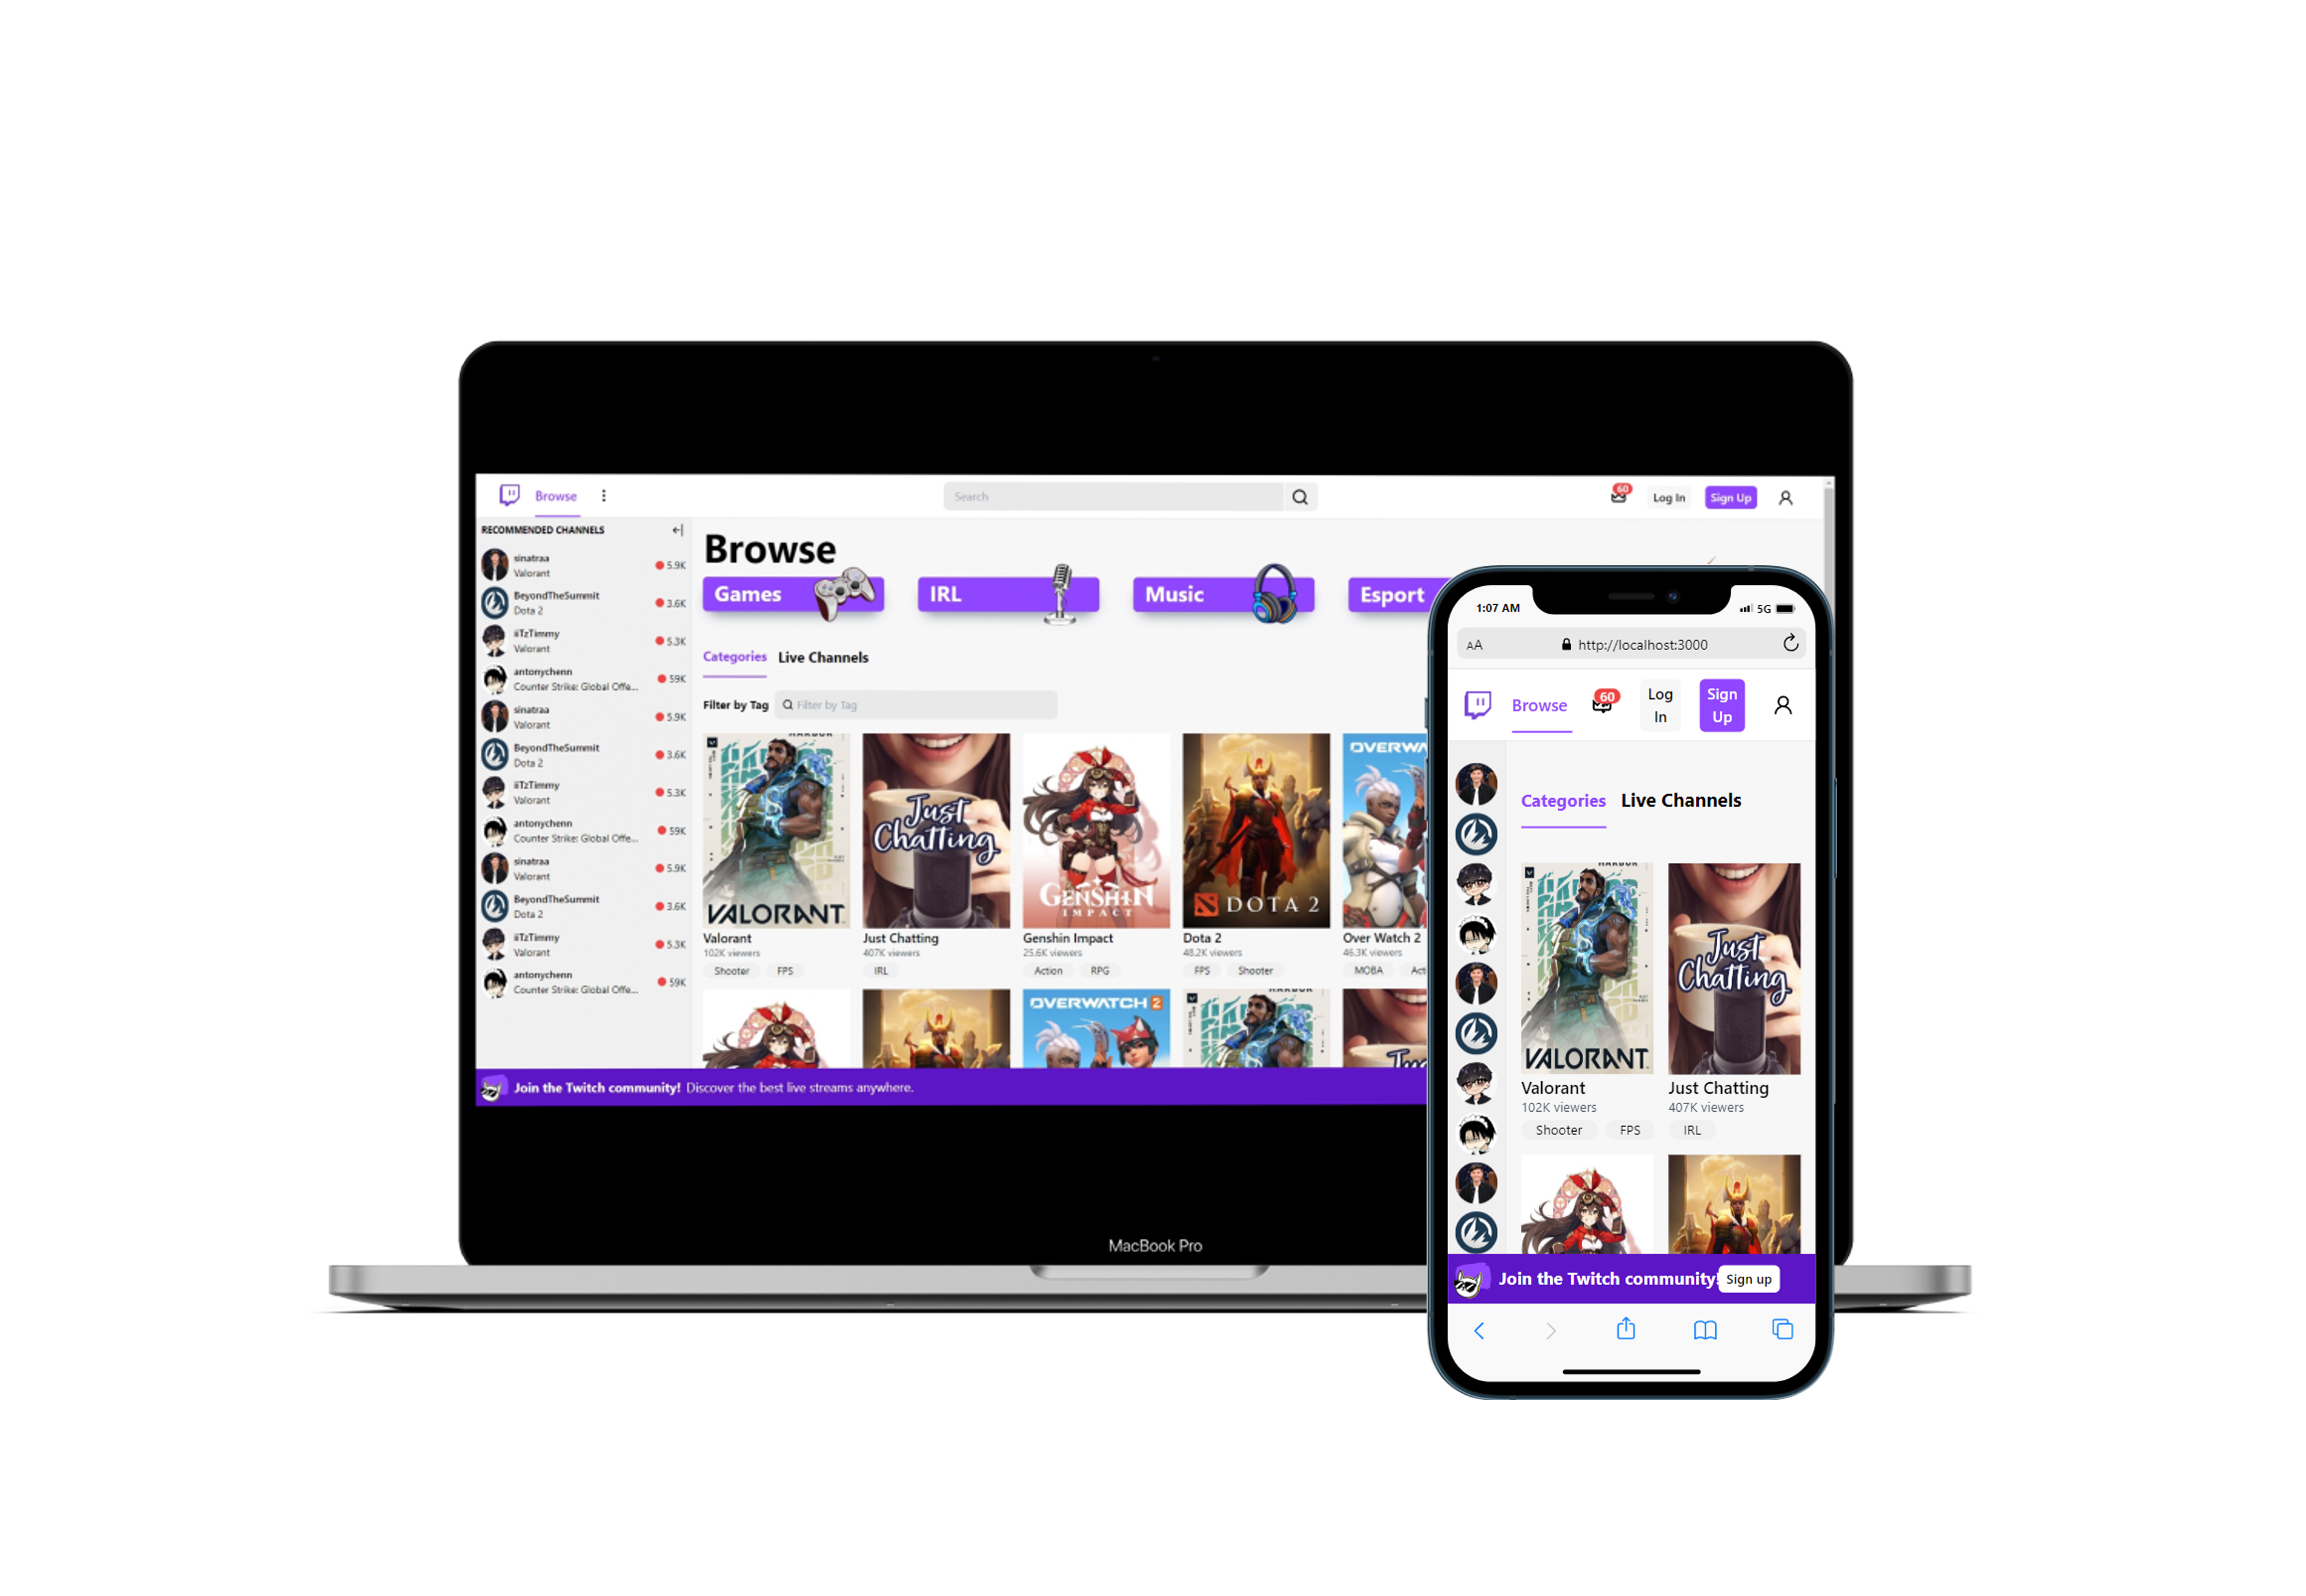 Browse
Search
60
Log In
Sign Up
RECOMMENDED CHANNELS
sinatraa
Valorant
5.9K
BeyondTheSummit
Dota 2
3.6K
iiTzTimmy
Valorant
5.3K
antonychenn
Counter Strike: Global Offe...
59K
sinatraa
Valorant
5.9K
BeyondTheSummit
Dota 2
3.6K
iiTzTimmy
Valorant
5.3K
antonychenn
Counter Strike: Global Offe...
59K
sinatraa
Valorant
5.9K
BeyondTheSummit
Dota 2
3.6K
iiTzTimmy
Valorant
5.3K
antonychenn
Counter Strike: Global Offe...
59K
Browse
Games
IRL
Music
Esport
Categories
Live Channels
Filter by Tag
Filter by Tag
HARBOR
VALORANT
Just
Chatting
GENSHIN
IMPACT
DOTA 2
OVERWA
Valorant
102K viewers
Shooter
FPS
Just Chatting
407K viewers
IRL
Genshin Impact
25.6K viewers
Action
RPG
Dota 2
48.2K viewers
FPS
Shooter
Over Watch 2
46.3K viewers
MOBA
Acti
OVERWATCH 2
HARBOR
Join the Twitch community! Discover the best live streams anywhere.
MacBook Pro
1:07 AM
5G
AA
http://localhost:3000
Browse
60
Log
In
Sign
Up
Categories
Live Channels
HARBOR
VALORANT
Just
Chatting
Valorant
102K viewers
Shooter
FPS
Just Chatting
407K viewers
IRL
Join the Twitch community!
Sign up